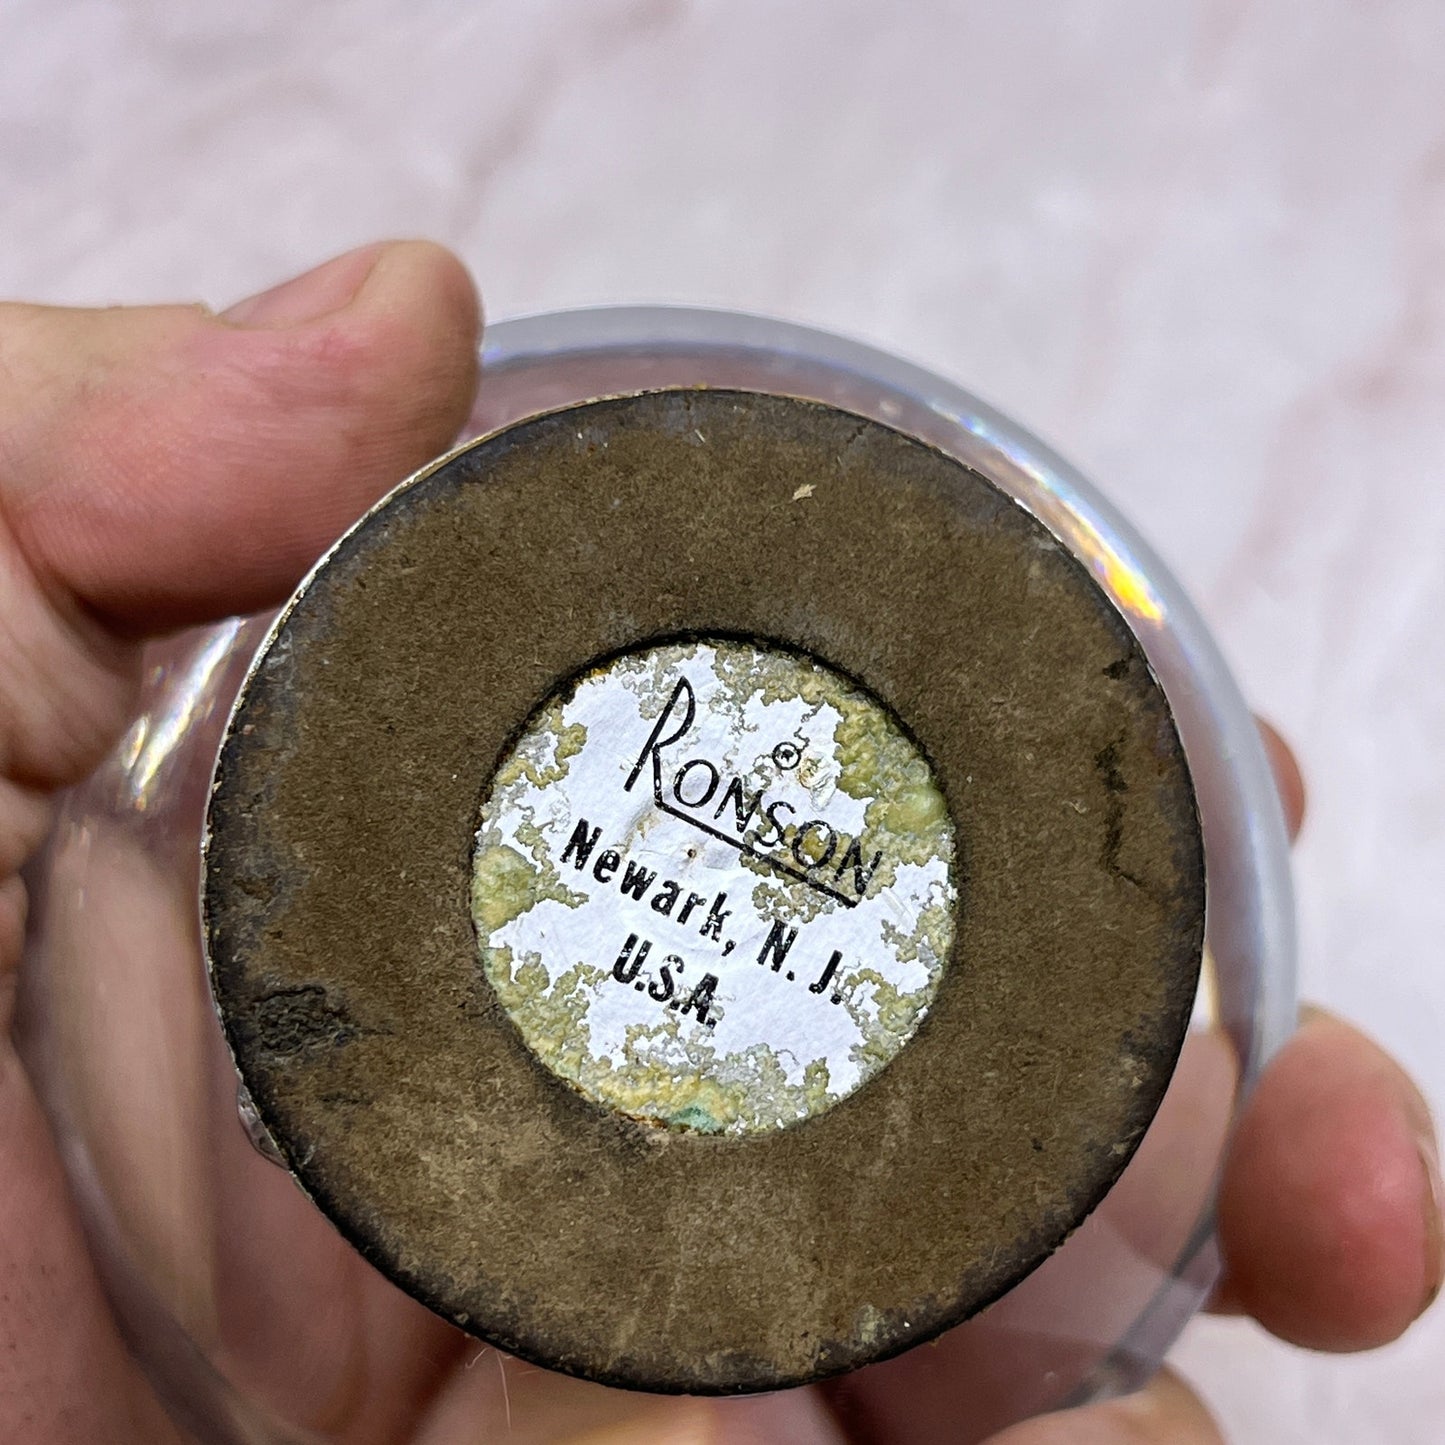 RONSON ®
Newark, N. J.
U.S.A.